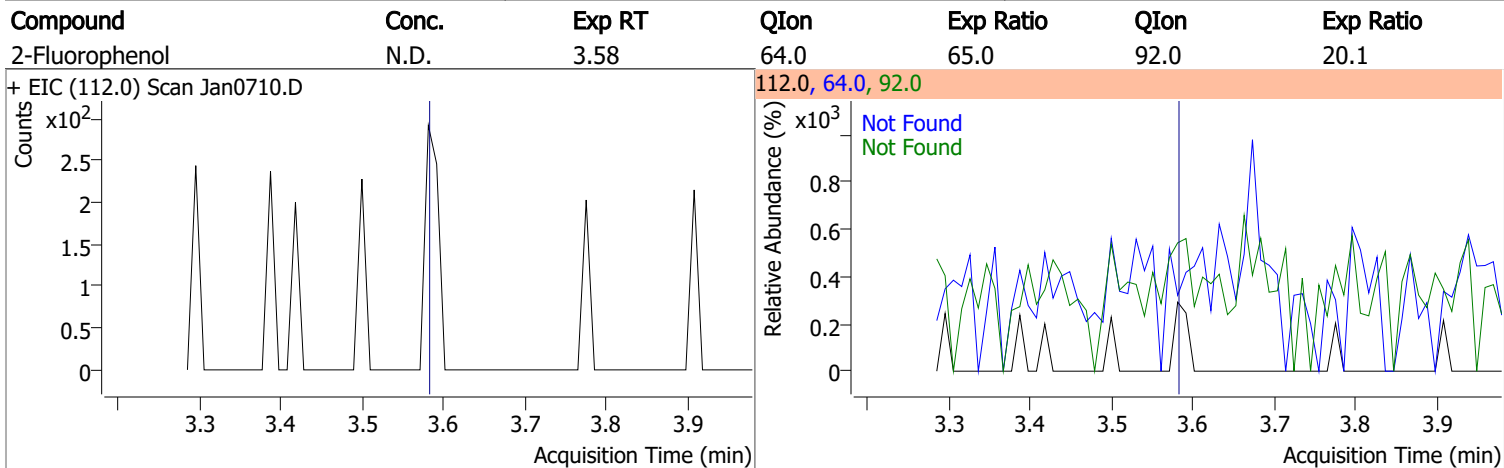 Compound Conc. Exp RT QIon Exp Ratio QIon Exp Ratio
2-Fluorophenol N.D. 3.58 64.0 65.0 92.0 20.1
+ EIC (112.0) Scan Jan0710.D
Counts
x10²
2.5
2
1.5
1
0.5
0
3.3 3.4 3.5 3.6 3.7 3.8 3.9
Acquisition Time (min)
112.0, 64.0, 92.0
Relative Abundance (%)
x10³
Not Found
Not Found
0.8
0.6
0.4
0.2
0
3.3 3.4 3.5 3.6 3.7 3.8 3.9
Acquisition Time (min)